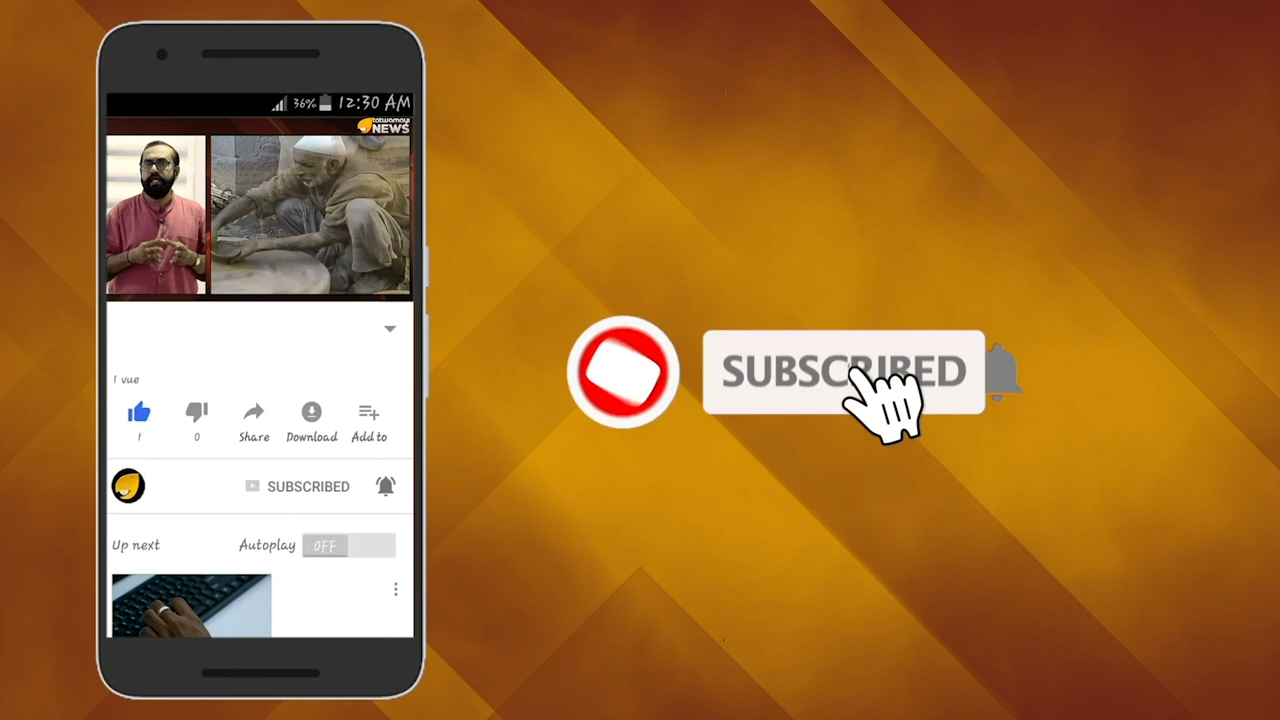 36% 12:30 AM
tatwamayi
NEWS
1 vue
1
0
Share
Download
Add to
SUBSCRIBED
Up next
Autoplay
OFF
SUBSCRIBED